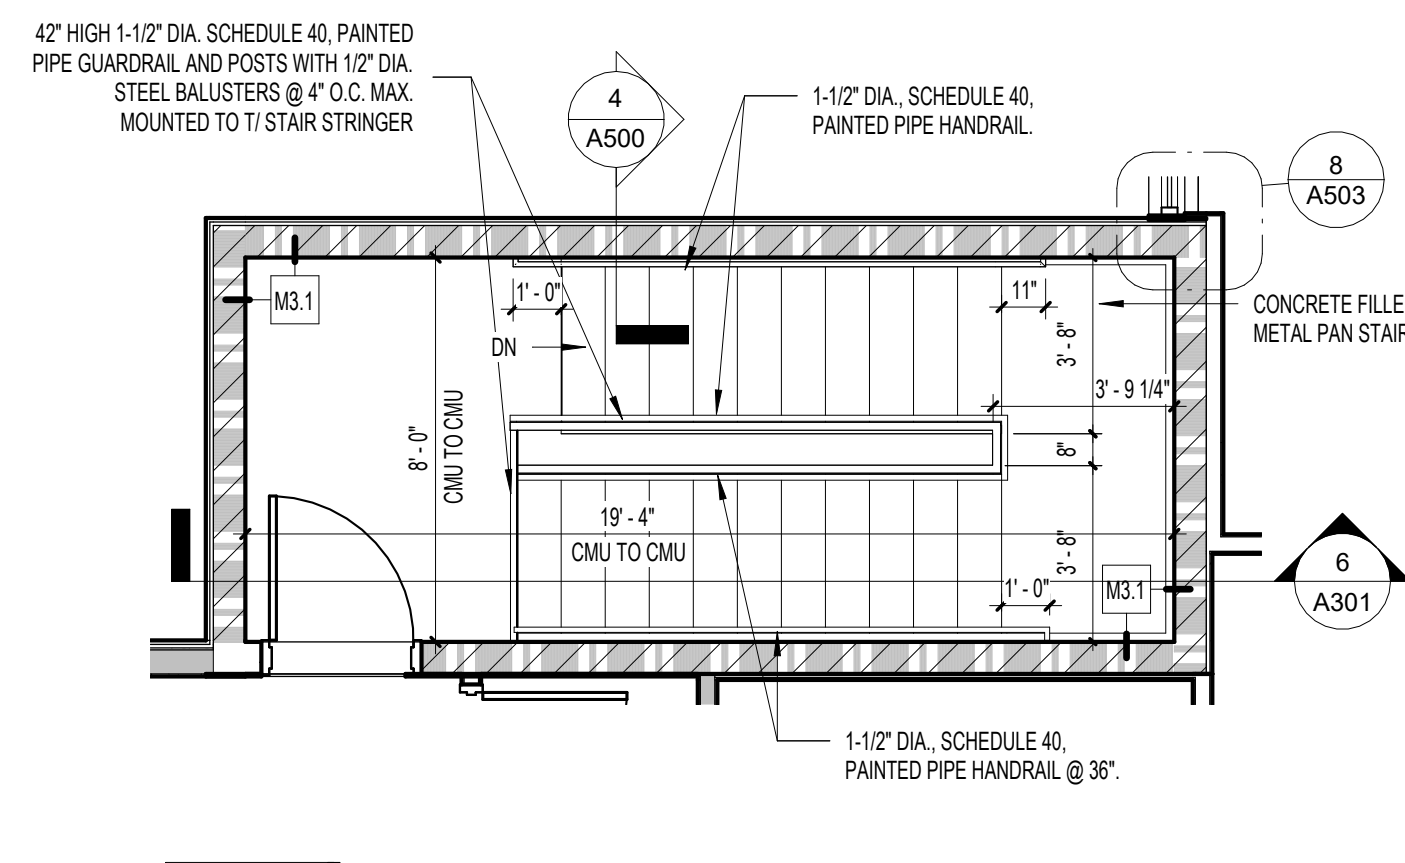 42" HIGH 1-1/2" DIA. SCHEDULE 40, PAINTED
PIPE GUARDRAIL AND POSTS WITH 1/2" DIA.
STEEL BALUSTERS @ 4" O.C. MAX.
MOUNTED TO T/ STAIR STRINGER
4
A500
1-1/2" DIA., SCHEDULE 40,
PAINTED PIPE HANDRAIL.
8
A503
M3.1
1' - 0"
11"
CONCRETE FILLE
METAL PAN STAIR
DN
3' - 8"
3' - 9 1/4"
8' - 0"
CMU TO CMU
8"
19' - 4"
CMU TO CMU
3' - 8"
1' - 0"
M3.1
6
A301
1-1/2" DIA., SCHEDULE 40,
PAINTED PIPE HANDRAIL @ 36".